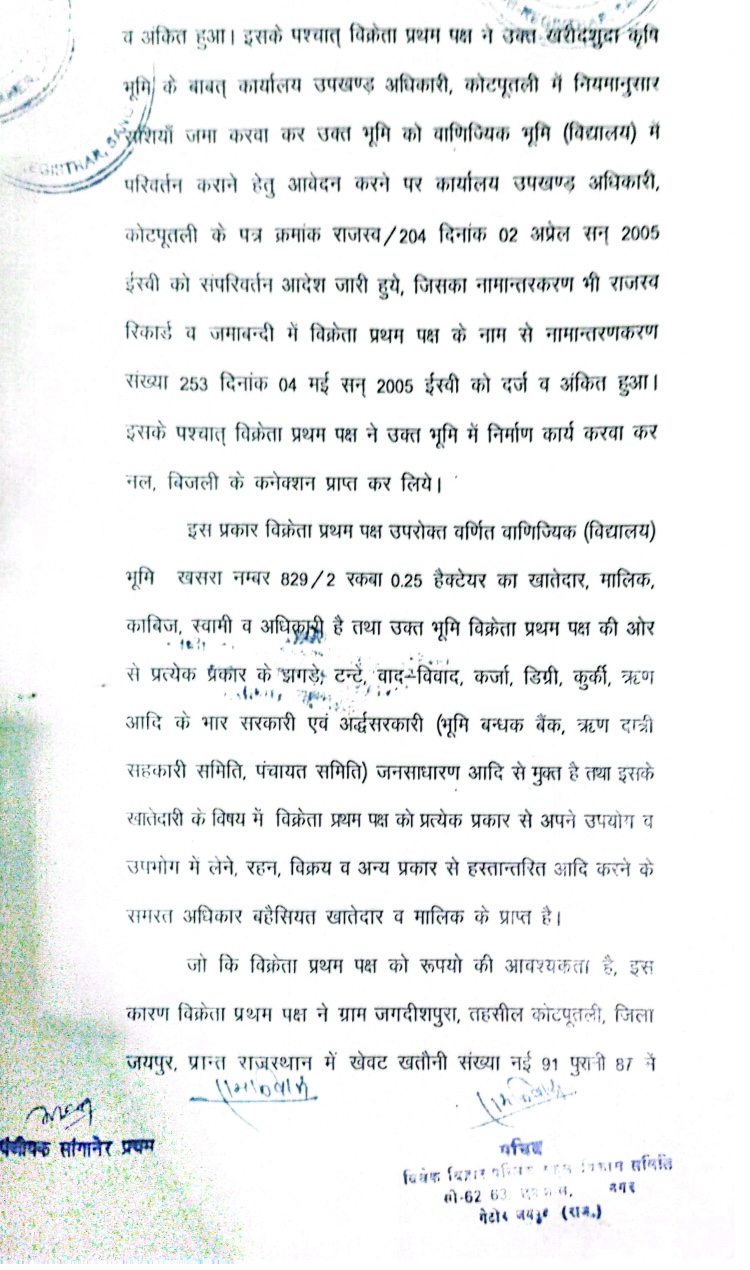 व अंकित हुआ। इसके पश्चात् विक्रेता प्रथम पक्ष ने उक्त खरीदशुदा कृषि
भूमि के बाबत् कार्यालय उपखण्ड़ अधिकारी, कोटपूतली में नियमानुसार
राशियाँ जमा करवा कर उक्त भूमि को वाणिज्यिक भूमि (विद्यालय) में
परिवर्तन कराने हेतु आवेदन करने पर कार्यालय उपखण्ड़ अधिकारी,
कोटपूतली के पत्र क्रमांक राजस्व/204 दिनांक 02 अप्रेल सन् 2005
ईस्वी को संपरिवर्तन आदेश जारी हुये, जिसका नामान्तरकरण भी राजस्व
रिकार्ड व जमाबन्दी में विक्रेता प्रथम पक्ष के नाम से नामान्तरणकरण
संख्या 253 दिनांक 04 मई सन् 2005 ईस्वी को दर्ज व अंकित हुआ।
इसके पश्चात् विक्रेता प्रथम पक्ष ने उक्त भूमि में निर्माण कार्य करवा कर
नल, बिजली के कनेक्शन प्राप्त कर लिये।
इस प्रकार विक्रेता प्रथम पक्ष उपरोक्त वर्णित वाणिज्यिक (विद्यालय)
भूमि खसरा नम्बर 829/2 रकबा 0.25 हैक्टेयर का खातेदार, मालिक,
काबिज, स्वामी व अधिकारी है तथा उक्त भूमि विक्रेता प्रथम पक्ष की ओर
से प्रत्येक प्रकार के झगड़े, टन्टे, वाद-विवाद, कर्जा, डिग्री, कुर्की, ऋण
आदि के भार सरकारी एवं अर्द्धसरकारी (भूमि बन्धक बैंक, ऋण दात्री
सहकारी समिति, पंचायत समिति) जनसाधारण आदि से मुक्त है तथा इसके
खातेदारी के विषय में विक्रेता प्रथम पक्ष को प्रत्येक प्रकार से अपने उपयोग व
उपभोग में लेने, रहन, विक्रय व अन्य प्रकार से हस्तान्तरित आदि करने के
समस्त अधिकार बहैसियत खातेदार व मालिक के प्राप्त है।
जो कि विक्रेता प्रथम पक्ष को रूपयो की आवश्यकता है, इस
कारण विक्रेता प्रथम पक्ष ने ग्राम जगदीशपुरा, तहसील कोटपूतली, जिला
जयपुर, प्रान्त राजस्थान में खेवट खतौनी संख्या नई 91 पुरानी 87 में
पंजीयक सांगानेर प्रथम
सचिव
विवेक विहार विकास समिति
सी-62 63, नगर
गेटोर जयपुर (राज.)